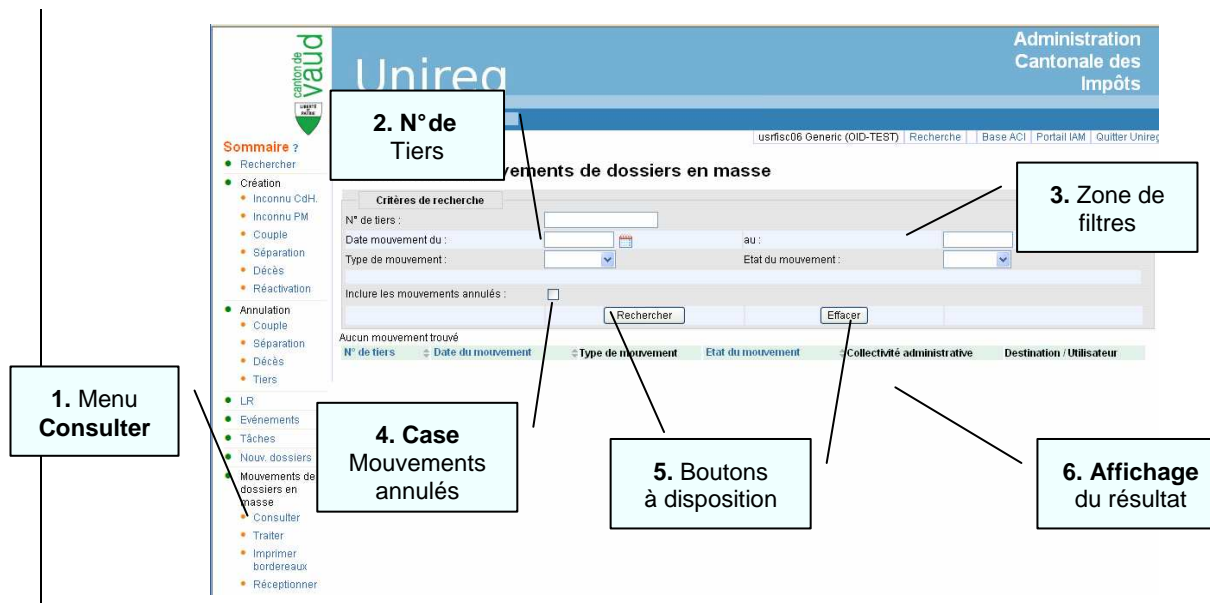 canton de
vaud
LIBERTÉ
ET
PATRIE
Unireg
Administration
Cantonale des
Impôts
usrfisc06 Generic (OID-TEST) | Recherche | Base ACI | Portail IAM | Quitter Unireg
Sommaire ?
Rechercher
Création
Inconnu CdH.
Inconnu PM
Couple
Séparation
Décès
Réactivation
Annulation
Couple
Séparation
Décès
Tiers
LR
Evénements
Tâches
Nouv. dossiers
Mouvements de
dossiers en
masse
Consulter
Traiter
Imprimer
bordereaux
Réceptionner
vements de dossiers en masse
Critères de recherche
N° de tiers :
Date mouvement du : au :
Type de mouvement : Etat du mouvement :
Inclure les mouvements annulés :
Rechercher Effacer
Aucun mouvement trouvé
N° de tiers Date du mouvement Type de mouvement Etat du mouvement Collectivité administrative Destination / Utilisateur
1. Menu
Consulter
2. N°de
Tiers
3. Zone de
filtres
4. Case
Mouvements
annulés
5. Boutons
à disposition
6. Affichage
du résultat